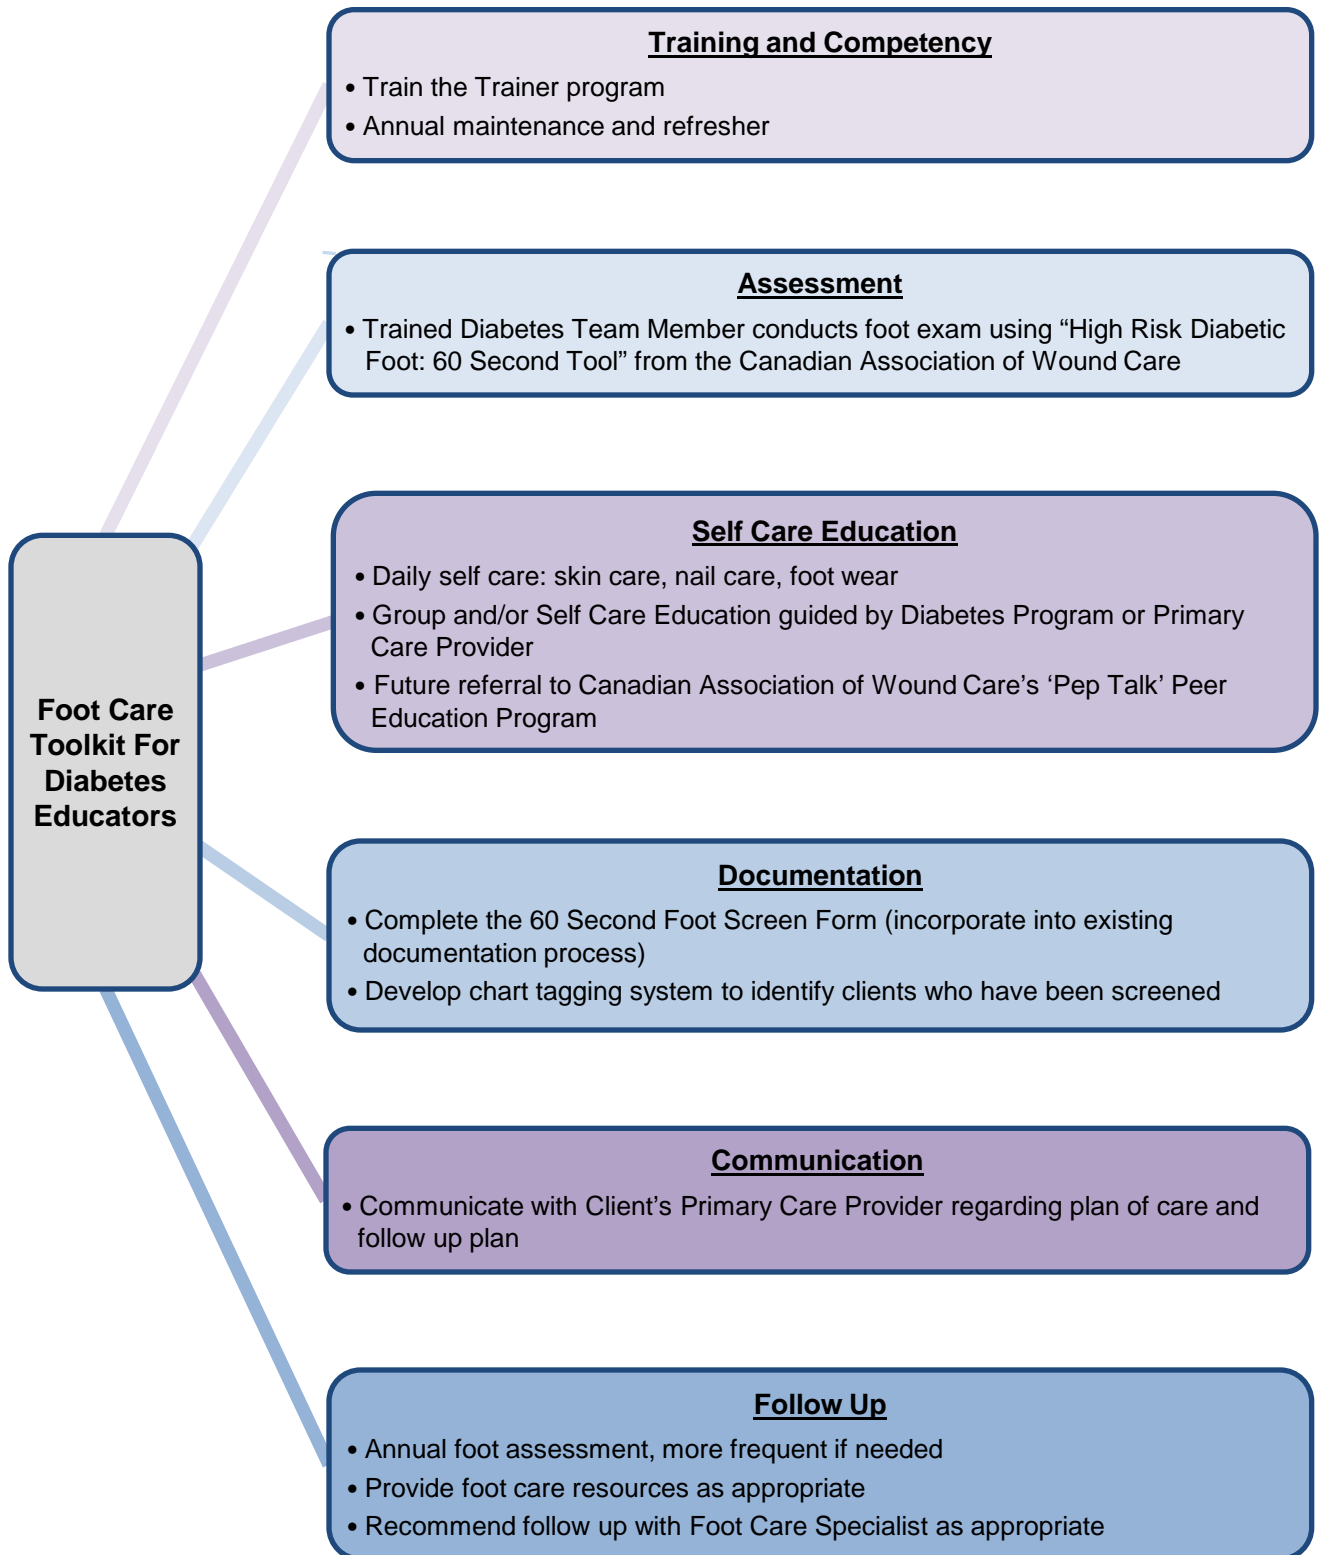 Training and Competency
• Train the Trainer program
• Annual maintenance and refresher
Assessment
• Trained Diabetes Team Member conducts foot exam using “High Risk Diabetic
Foot: 60 Second Tool” from the Canadian Association of Wound Care
Self Care Education
• Daily self care: skin care, nail care, foot wear
• Group and/or Self Care Education guided by Diabetes Program or Primary
Care Provider
• Future referral to Canadian Association of Wound Care’s ‘Pep Talk’ Peer
Education Program
Foot Care
Toolkit For
Diabetes
Educators
Documentation
• Complete the 60 Second Foot Screen Form (incorporate into existing
documentation process)
• Develop chart tagging system to identify clients who have been screened
Communication
• Communicate with Client’s Primary Care Provider regarding plan of care and
follow up plan
Follow Up
• Annual foot assessment, more frequent if needed
• Provide foot care resources as appropriate
• Recommend follow up with Foot Care Specialist as appropriate